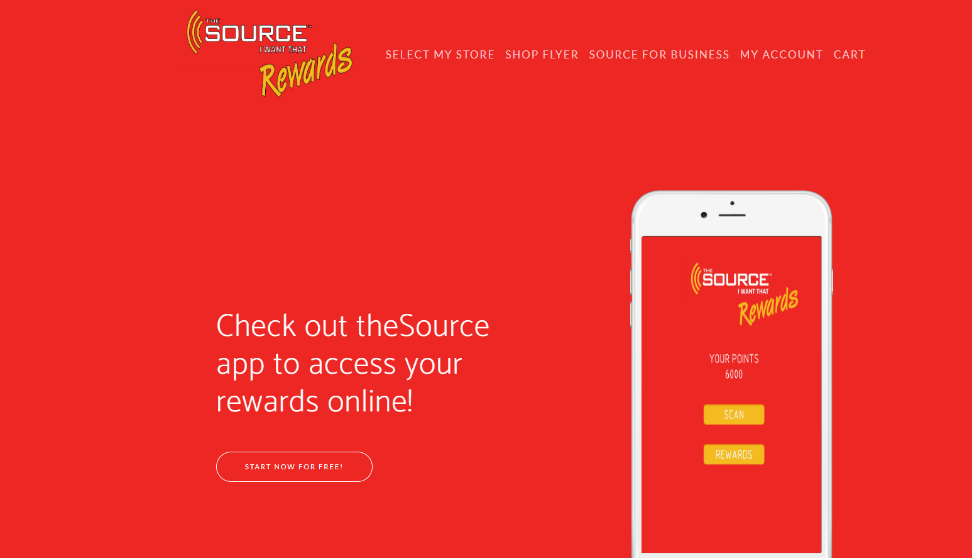 THE
SOURCE
I WANT THAT
Rewards
SELECT MY STORE SHOP FLYER SOURCE FOR BUSINESS MY ACCOUNT CART
Check out theSource
app to access your
rewards online!
START NOW FOR FREE!
THE
SOURCE
I WANT THAT
Rewards
YOUR POINTS
6000
SCAN
REWARDS